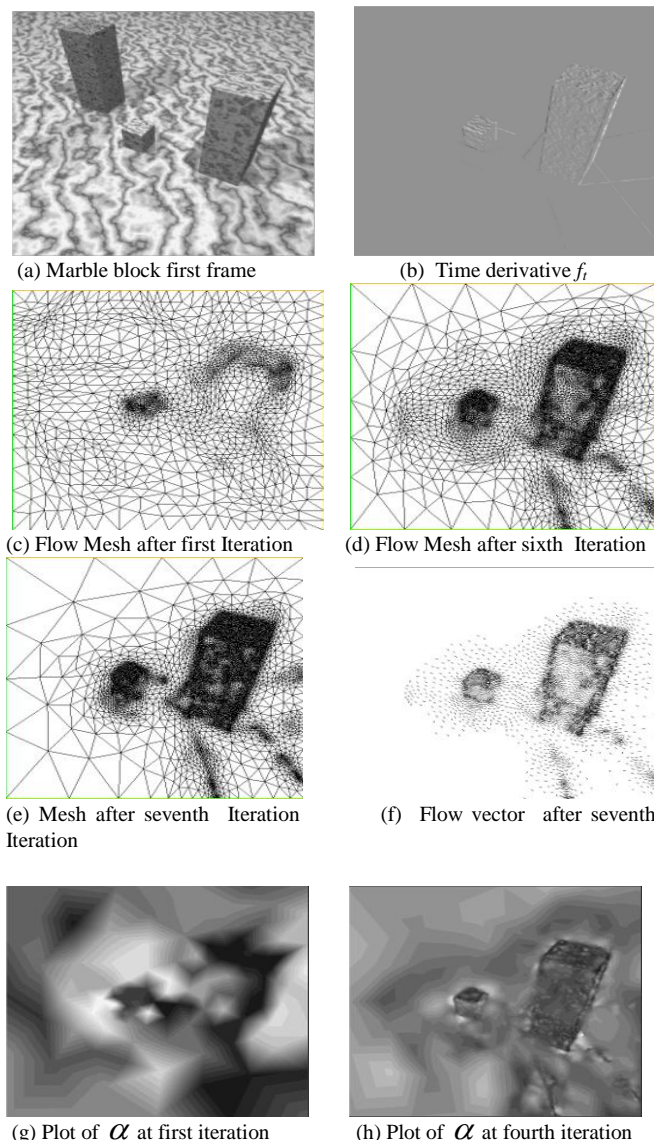 (a) Marble block first frame
(b) Time derivative fₜ
(c) Flow Mesh after first Iteration
(d) Flow Mesh after sixth Iteration
(e) Mesh after seventh Iteration
Iteration
(f) Flow vector after seventh
(g) Plot of α at first iteration
(h) Plot of α at fourth iteration